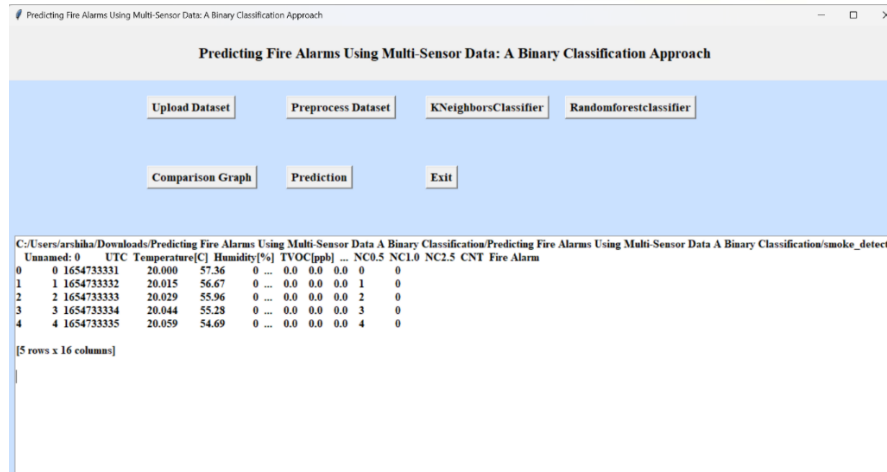 Predicting Fire Alarms Using Multi-Sensor Data: A Binary Classification Approach
Predicting Fire Alarms Using Multi-Sensor Data: A Binary Classification Approach
Upload Dataset Preprocess Dataset KNeighborsClassifier Randomforestclassifier
Comparison Graph Prediction Exit
C:/Users/arshiha/Downloads/Predicting Fire Alarms Using Multi-Sensor Data A Binary Classification/Predicting Fire Alarms Using Multi-Sensor Data A Binary Classification/smoke_detect
Unnamed: 0 UTC Temperature[C] Humidity[%] TVOC[ppb] ... NC0.5 NC1.0 NC2.5 CNT Fire Alarm
0 0 1654733331 20.000 57.36 0 ... 0.0 0.0 0.0 0 0
1 1 1654733332 20.015 56.67 0 ... 0.0 0.0 0.0 1 0
2 2 1654733333 20.029 55.96 0 ... 0.0 0.0 0.0 2 0
3 3 1654733334 20.044 55.28 0 ... 0.0 0.0 0.0 3 0
4 4 1654733335 20.059 54.69 0 ... 0.0 0.0 0.0 4 0
[5 rows x 16 columns]